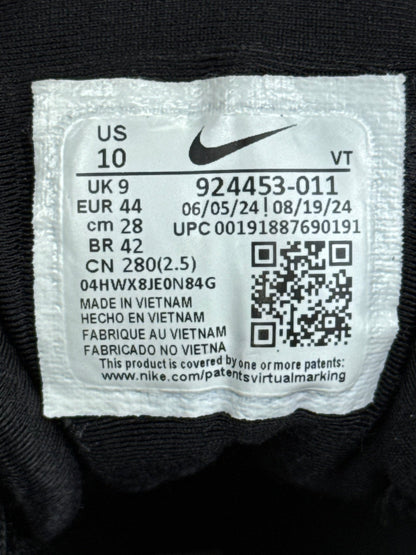 US
10
VT
UK 9
924453-011
EUR 44
06/05/24 | 08/19/24
cm 28
UPC 00191887690191
BR 42
CN 280(2.5)
04HWX8JE0N84G
MADE IN VIETNAM
HECHO EN VIETNAM
FABRIQUE AU VIETNAM
FABRICADO NO VIETNA
This product is covered by one or more patents:
www.nike.com/patentsvirtualmarking